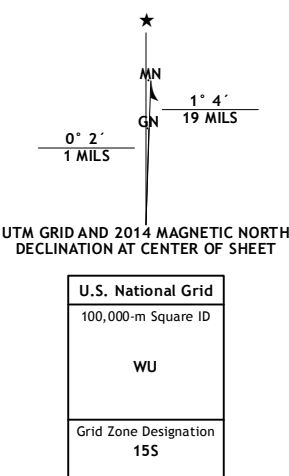 ★
MN
1° 4´
19 MILS
GN
0° 2´
1 MILS
UTM GRID AND 2014 MAGNETIC NORTH
DECLINATION AT CENTER OF SHEET
U.S. National Grid
100,000-m Square ID
WU
Grid Zone Designation
15S